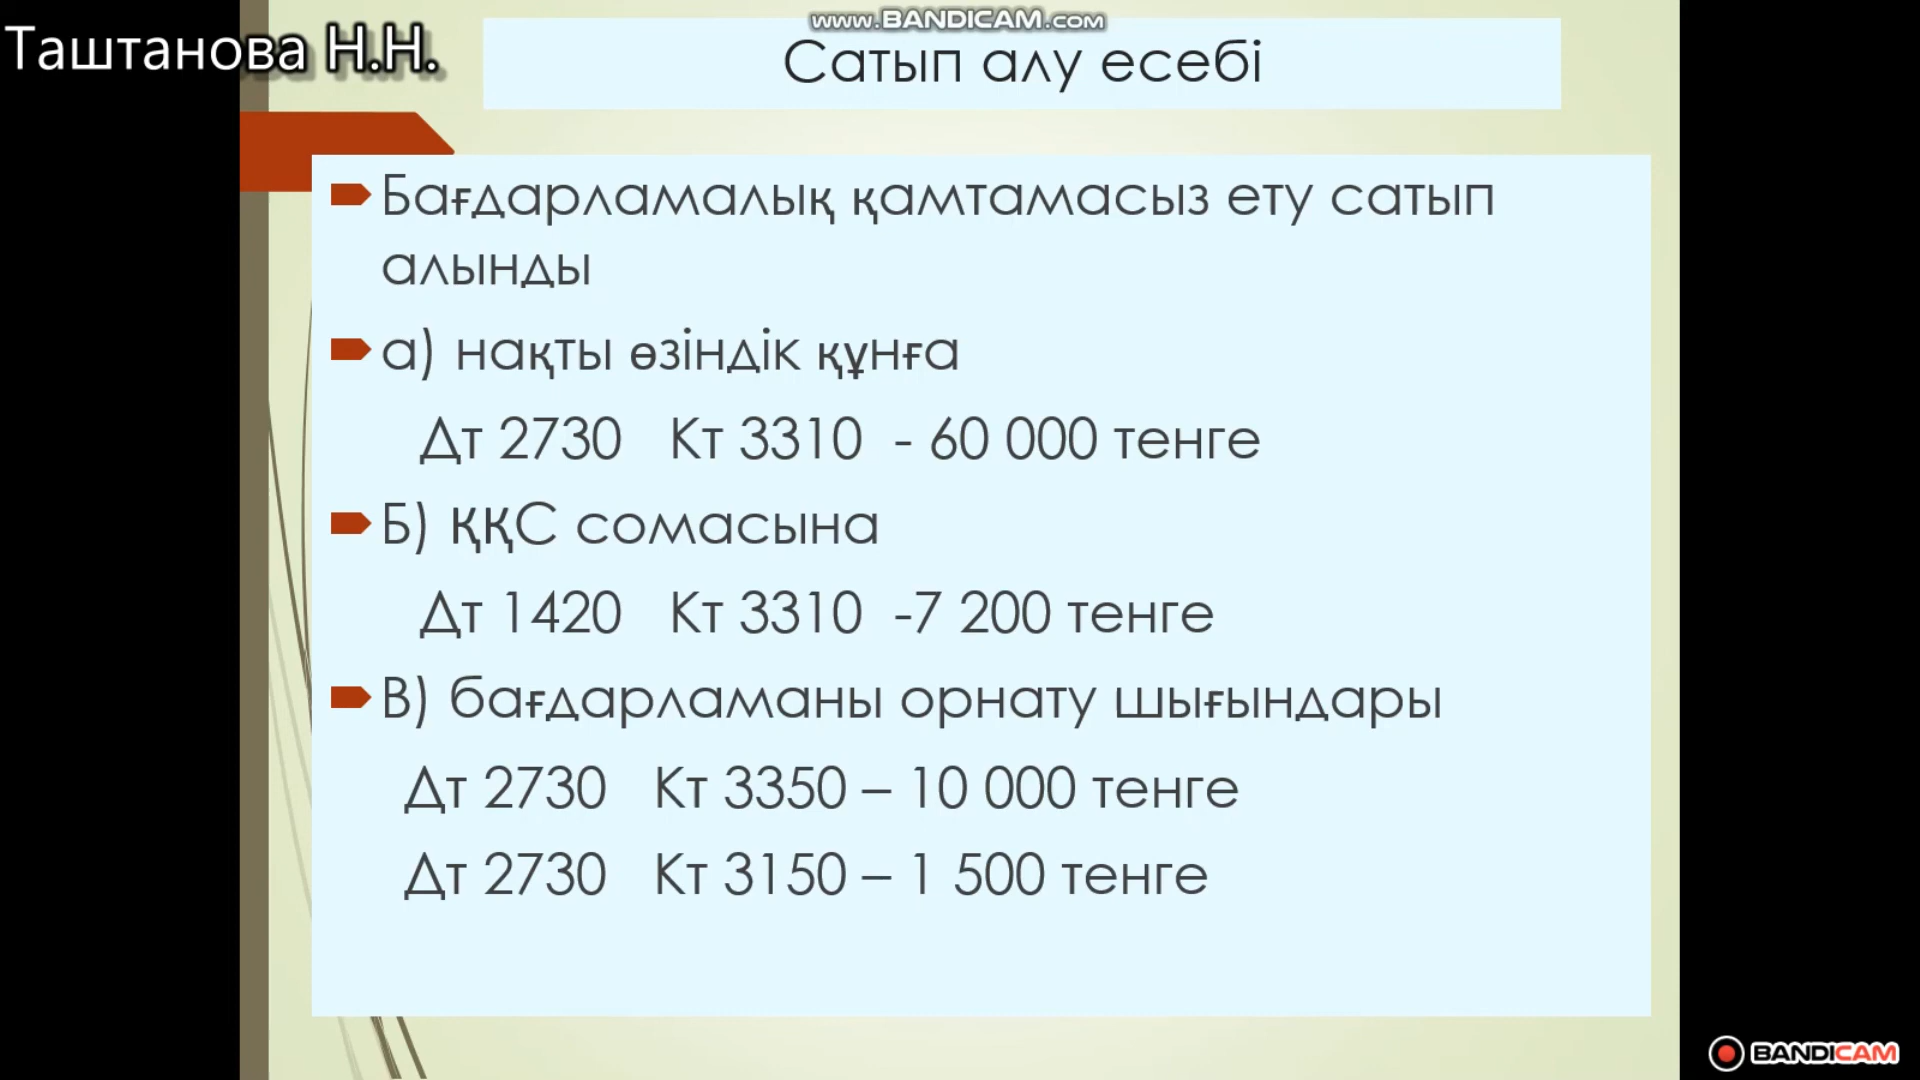 www.BANDICAM.com
Таштанова Н.Н.
Сатып алу есебі
Бағдарламалық қамтамасыз ету сатып
алынды
а) нақты өзіндік құнға
Дт 2730 Кт 3310 - 60 000 тенге
Б) ҚҚС сомасына
Дт 1420 Кт 3310 -7 200 тенге
В) бағдарламаны орнату шығындары
Дт 2730 Кт 3350 – 10 000 тенге
Дт 2730 Кт 3150 – 1 500 тенге
BANDICAM